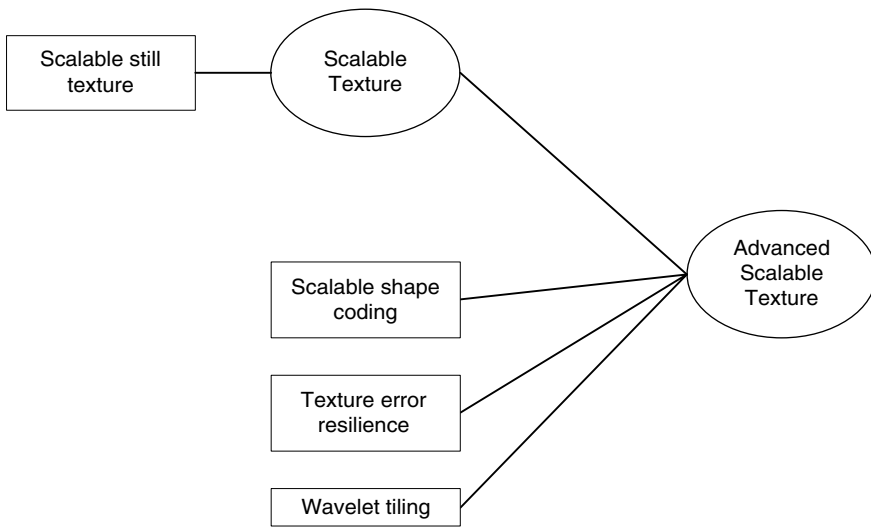 Scalable still
texture
Scalable
Texture
Advanced
Scalable
Texture
Scalable shape
coding
Texture error
resilience
Wavelet tiling